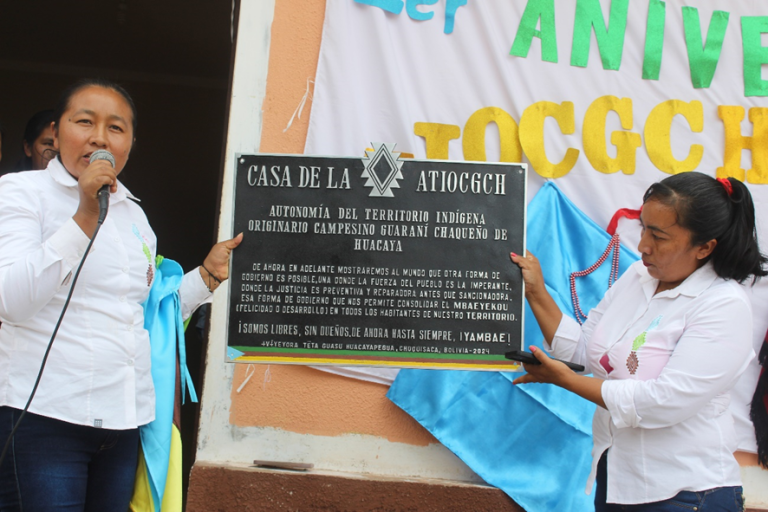 1er ANIVE
IOCGCH
CASA DE LA ATIOCGCH
AUTONOMÍA DEL TERRITORIO INDÍGENA
ORIGINARIO CAMPESINO GUARANÍ CHAQUEÑO DE
HUACAYA
DE AHORA EN ADELANTE MOSTRAREMOS AL MUNDO QUE OTRA FORMA DE
GOBIERNO ES POSIBLE, UNA DONDE LA FUERZA DEL PUEBLO ES LA IMPERANTE,
DONDE LA JUSTICIA ES PREVENTIVA Y REPARADORA ANTES QUE SANCIONADORA.
ESA FORMA DE GOBIERNO QUE NOS PERMITE CONSOLIDAR EL MBAEYEKOU
(FELICIDAD O DESARROLLO) EN TODOS LOS HABITANTES DE NUESTRO TERRITORIO.
¡SOMOS LIBRES, SIN DUEÑOS, DE AHORA HASTA SIEMPRE, ¡YAMBAE!
TËTA GUASU HUACAYAPEGUA, CHUQUISACA, BOLIVIA-2024